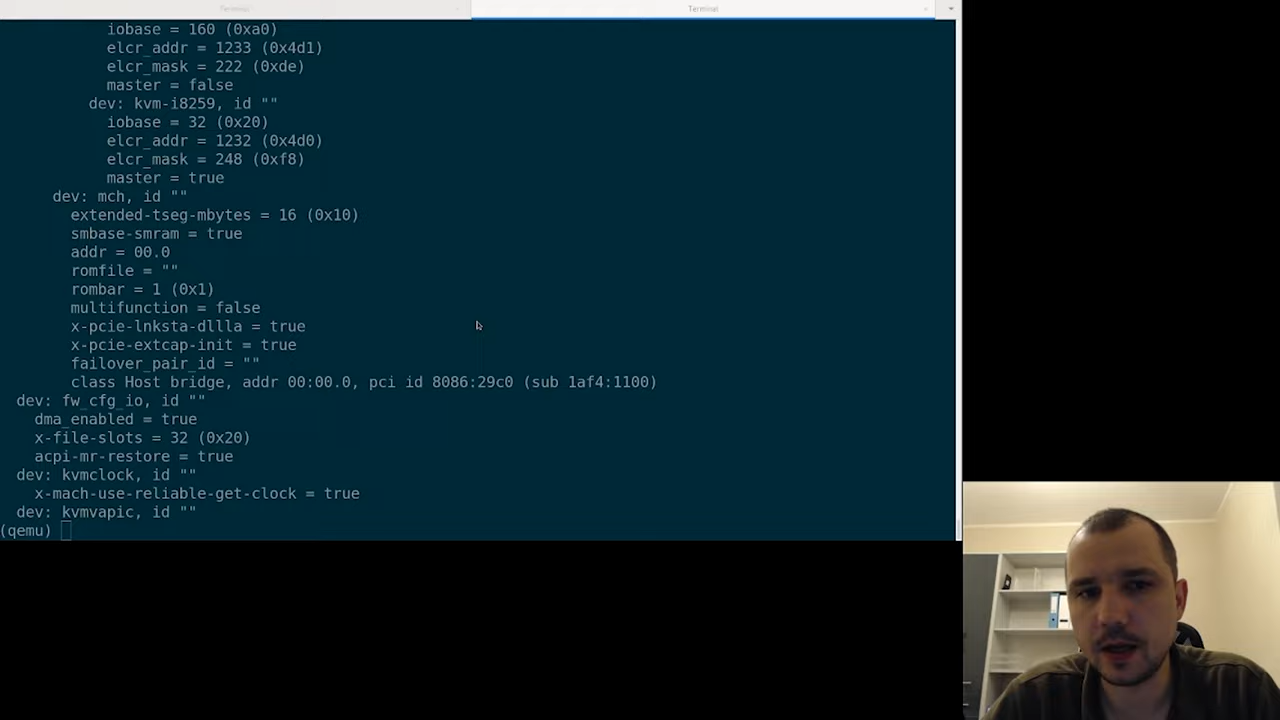 Terminal
Terminal
iobase = 160 (0xa0)
elcr_addr = 1233 (0x4d1)
elcr_mask = 222 (0xde)
master = false
dev: kvm-i8259, id ""
iobase = 32 (0x20)
elcr_addr = 1232 (0x4d0)
elcr_mask = 248 (0xf8)
master = true
dev: mch, id ""
extended-tseg-mbytes = 16 (0x10)
smbase-smram = true
addr = 00.0
romfile = ""
rombar = 1 (0x1)
multifunction = false
x-pcie-lnksta-dllla = true
x-pcie-extcap-init = true
failover_pair_id = ""
class Host bridge, addr 00:00.0, pci id 8086:29c0 (sub 1af4:1100)
dev: fw_cfg_io, id ""
dma_enabled = true
x-file-slots = 32 (0x20)
acpi-mr-restore = true
dev: kvmclock, id ""
x-mach-use-reliable-get-clock = true
dev: kvmvapic, id ""
(qemu)